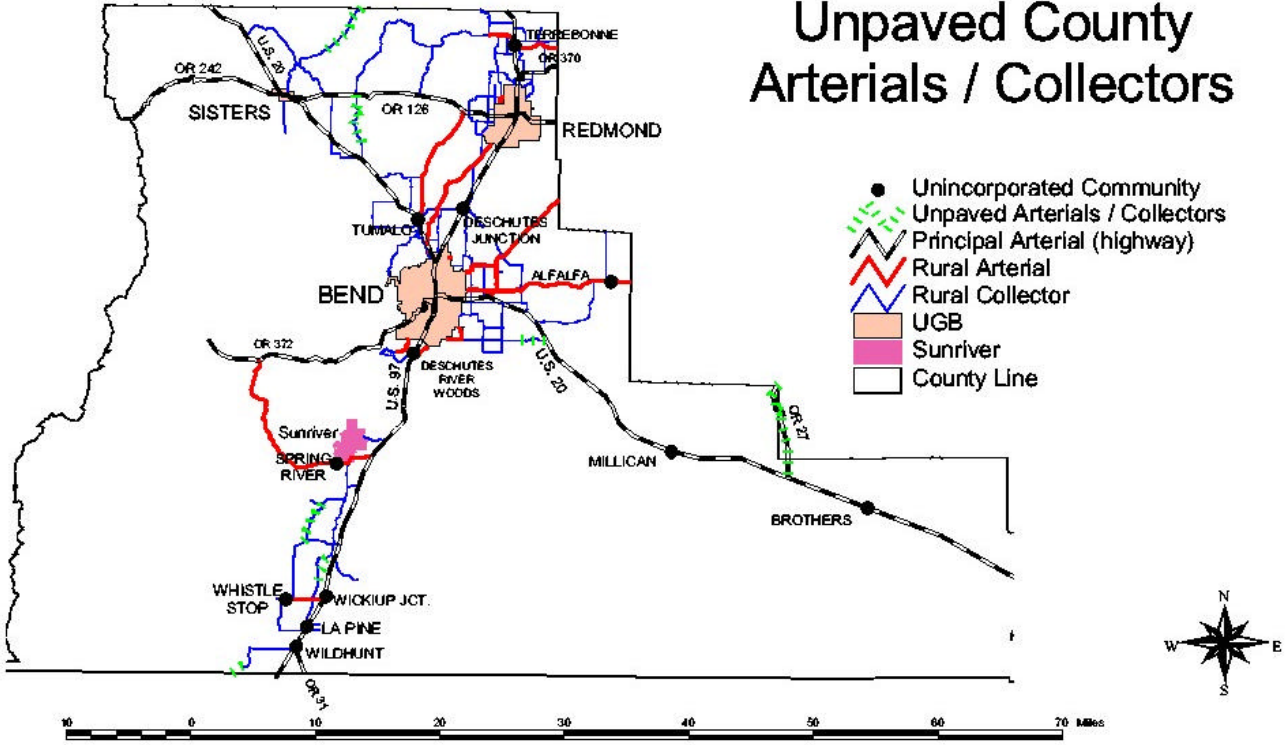 Unpaved County
Arterials / Collectors
TERREBONNE
U.S. 20
OR 370
OR 242
OR 126
SISTERS
REDMOND
Unincorporated Community
Unpaved Arterials / Collectors
Principal Arterial (highway)
Rural Arterial
Rural Collector
UGB
Sunriver
County Line
TUMALO
DESCHUTES
JUNCTION
ALFALFA
BEND
OR 372
U.S. 97
DESCHUTES
RIVER
WOODS
U.S. 20
OR 27
Sunriver
SPRING
RIVER
MILLICAN
BROTHERS
WHISTLE
STOP
WICKIUP JCT.
LA PINE
WILDHUNT
OR 31
N
W E
S
10 0 10 20 30 40 50 60 70 Miles